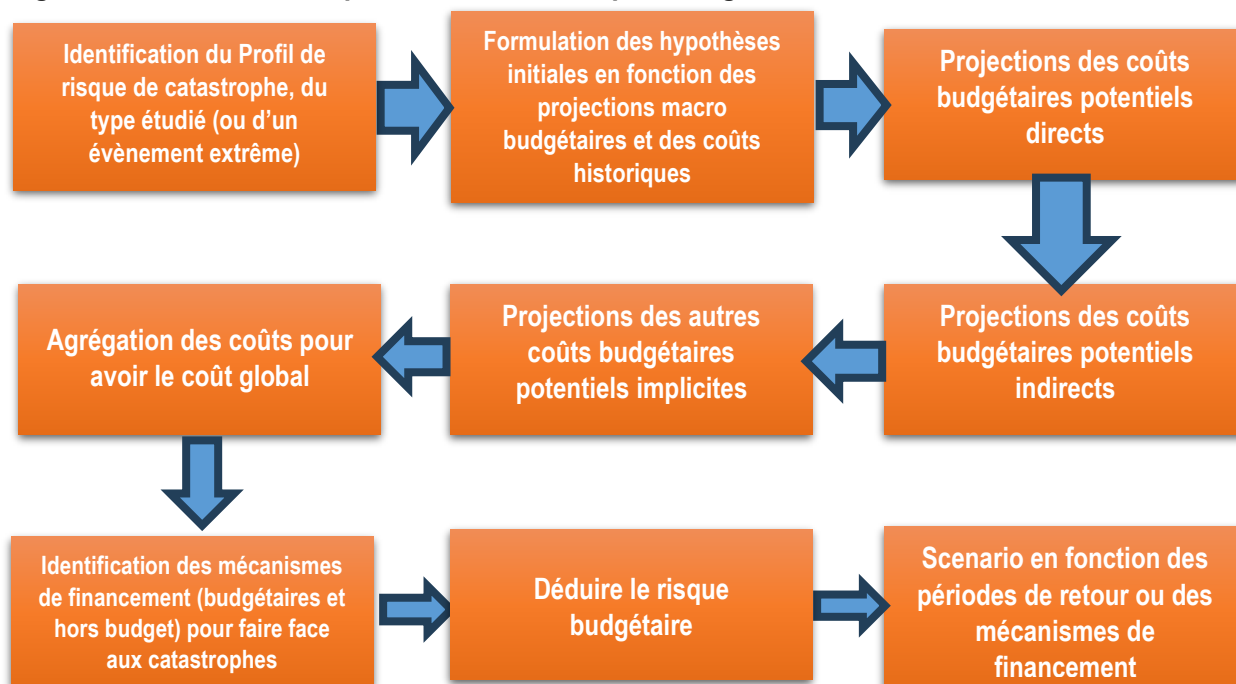 Identification du Profil de
risque de catastrophe, du
type étudié (ou d'un
évènement extrême)
Formulation des hypothèses
initiales en fonction des
projections macro
budgétaires et des coûts
historiques
Projections des coûts
budgétaires potentiels
directs
Projections des coûts
budgétaires potentiels
indirects
Projections des autres
coûts budgétaires
potentiels implicites
Agrégation des coûts pour
avoir le coût global
Identification des mécanismes
de financement (budgétaires et
hors budget) pour faire face
aux catastrophes
Déduire le risque
budgétaire
Scenario en fonction des
périodes de retour ou des
mécanismes de
financement